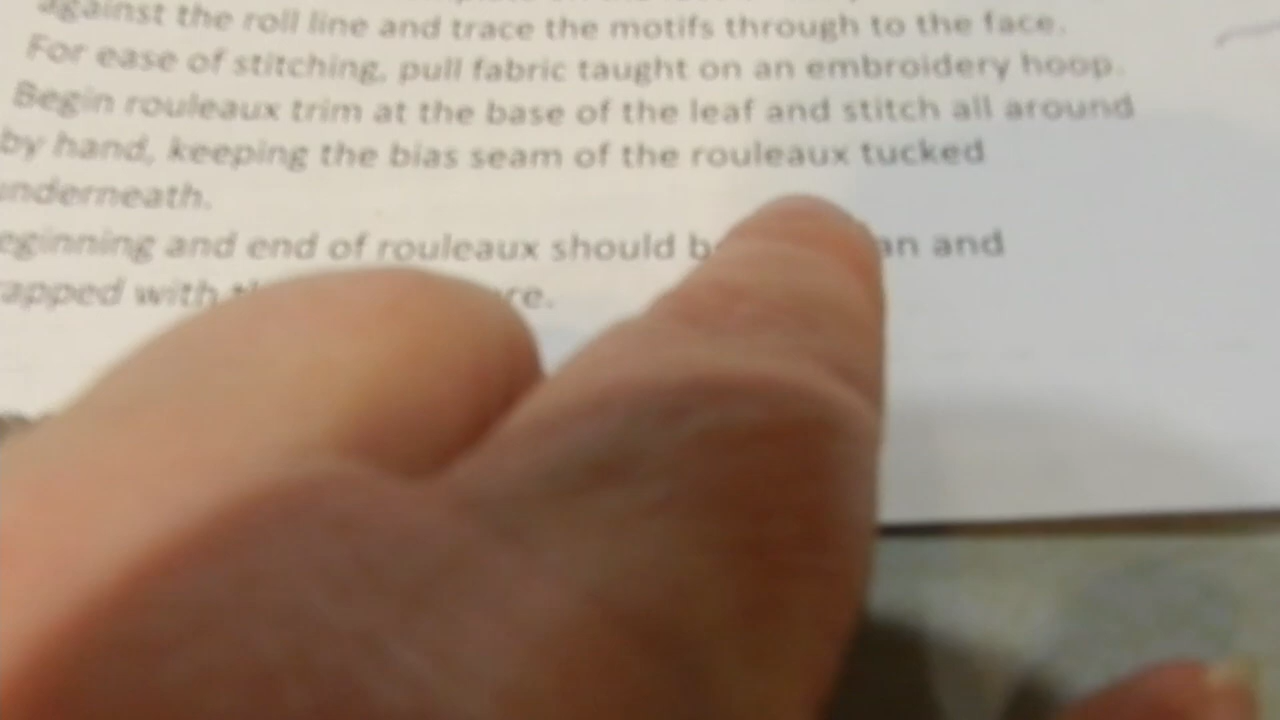 against the roll line and trace the motifs through to the face.
For ease of stitching, pull fabric taught on an embroidery hoop.
Begin rouleaux trim at the base of the leaf and stitch all around
by hand, keeping the bias seam of the rouleaux tucked
underneath.
eginning and end of rouleaux should and
apped with